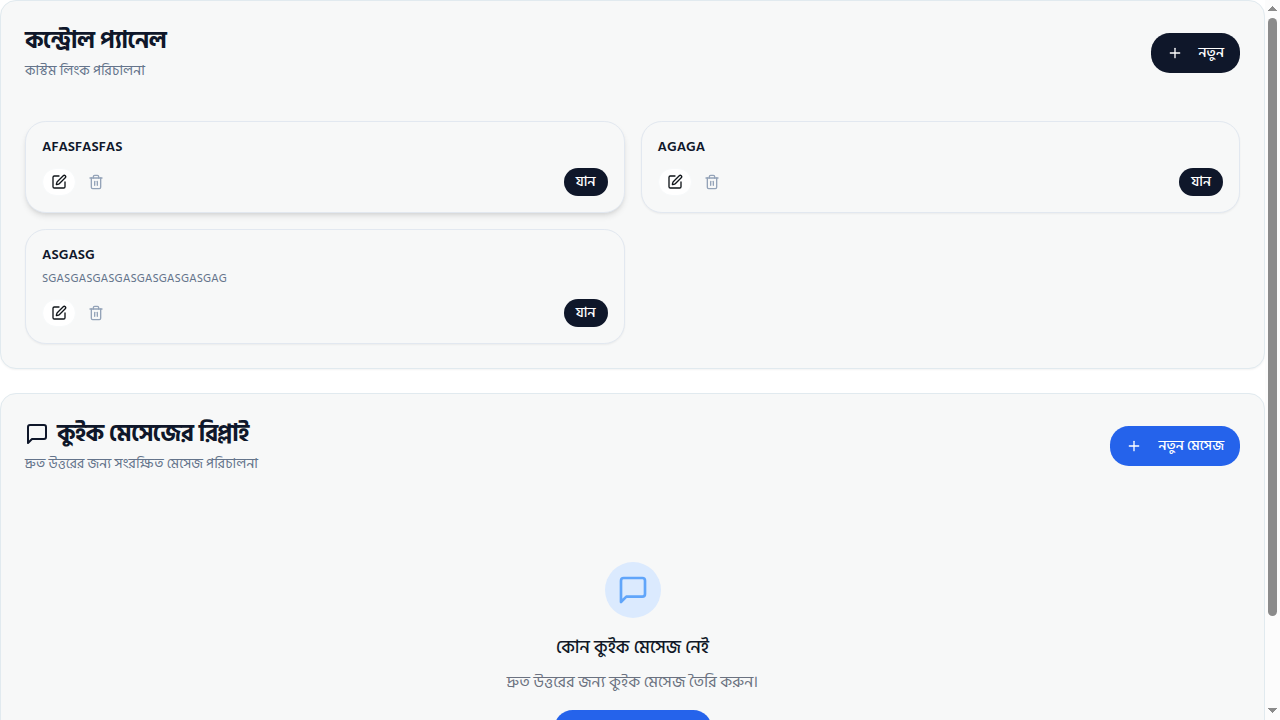 কন্ট্রোল প্যানেল
কাস্টম লিংক পরিচালনা
নতুন
AFASFASFAS
যান
AGAGA
যান
ASGASG
SGASGASGASGASGASGASGASGAG
যান
কুইক মেসেজের রিপ্লাই
দ্রুত উত্তরের জন্য সংরক্ষিত মেসেজ পরিচালনা
নতুন মেসেজ
কোন কুইক মেসেজ নেই
দ্রুত উত্তরের জন্য কুইক মেসেজ তৈরি করুন।